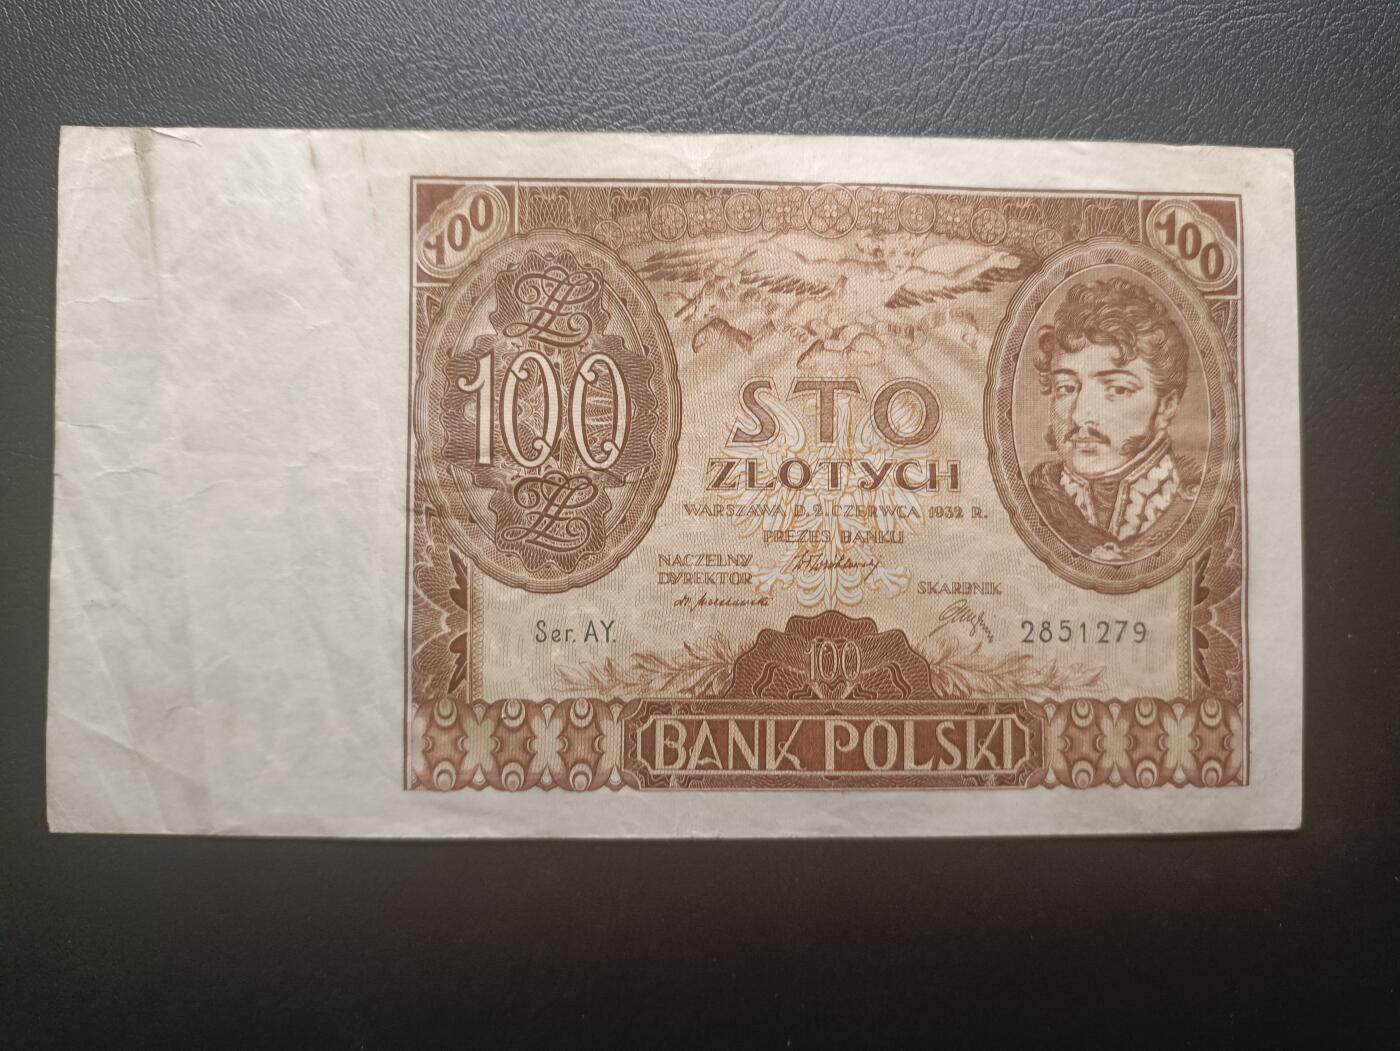 100
100
100
STO
ZŁOTYCH
WARSZAWA D. 2. CZERWCA 1932 R.
PREZES BANKU
NACZELNY
DYREKTOR
SKARBNIK
Ser. AY.
2851279
100
BANK POLSKI